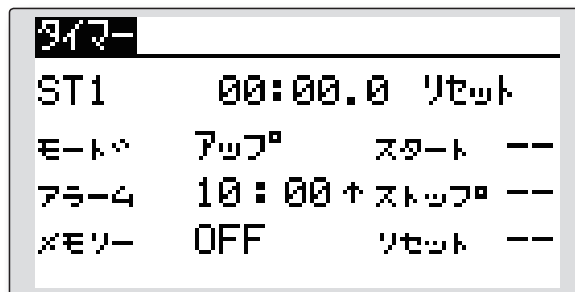 タイマー
ST1 00:00.0 リセット
モード アップ スタート --
アラーム 10:00↑ ストップ --
メモリー OFF リセット --